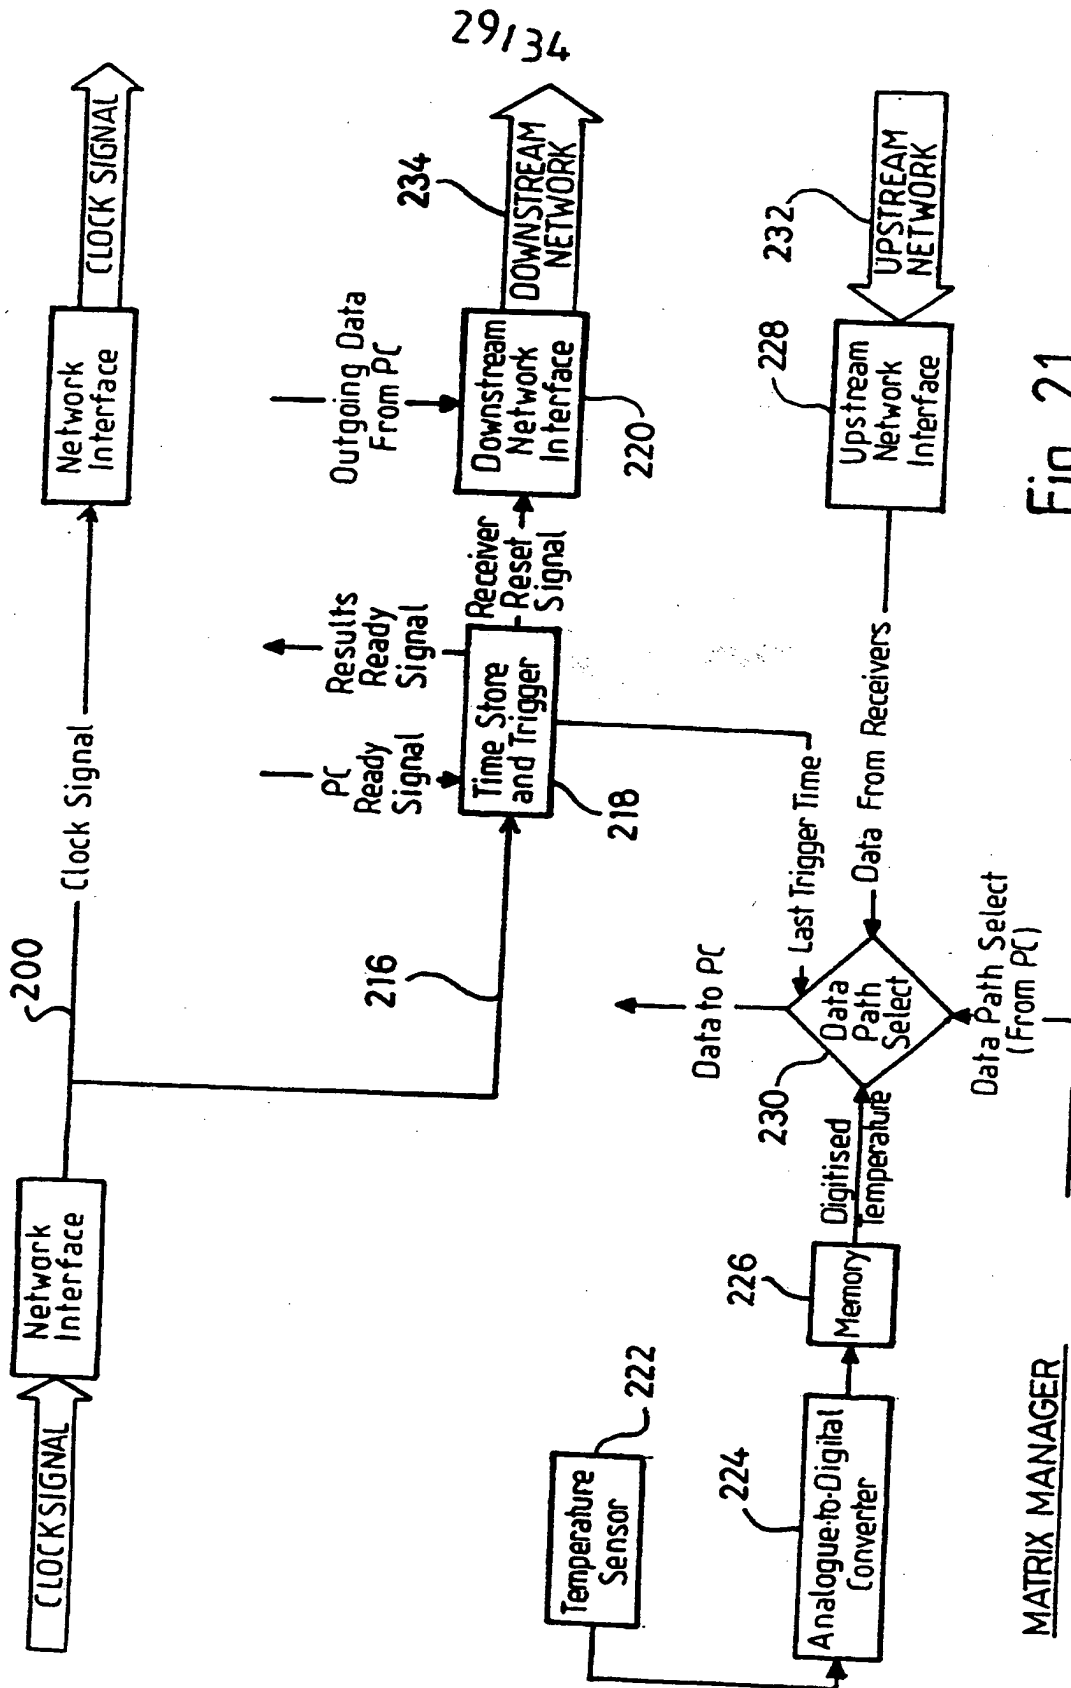 29/34
CLOCK SIGNAL
Network
Interface
200
Clock Signal
Network
Interface
CLOCK SIGNAL
216
PC
Ready
Signal
Results
Ready
Signal
Time Store
and Trigger
218
Receiver
Reset
Signal
Outgoing Data
From PC
Downstream
Network
Interface
220
234
DOWNSTREAM
NETWORK
Temperature
Sensor
222
224
Analogue-to-Digital
Converter
226
Memory
Digitised
Temperature
230
Data to PC
Data
Path
Select
Last Trigger Time
Data From Receivers
Data Path Select
(From PC)
228
Upstream
Network
Interface
232
UPSTREAM
NETWORK
MATRIX MANAGER
Fig. 21